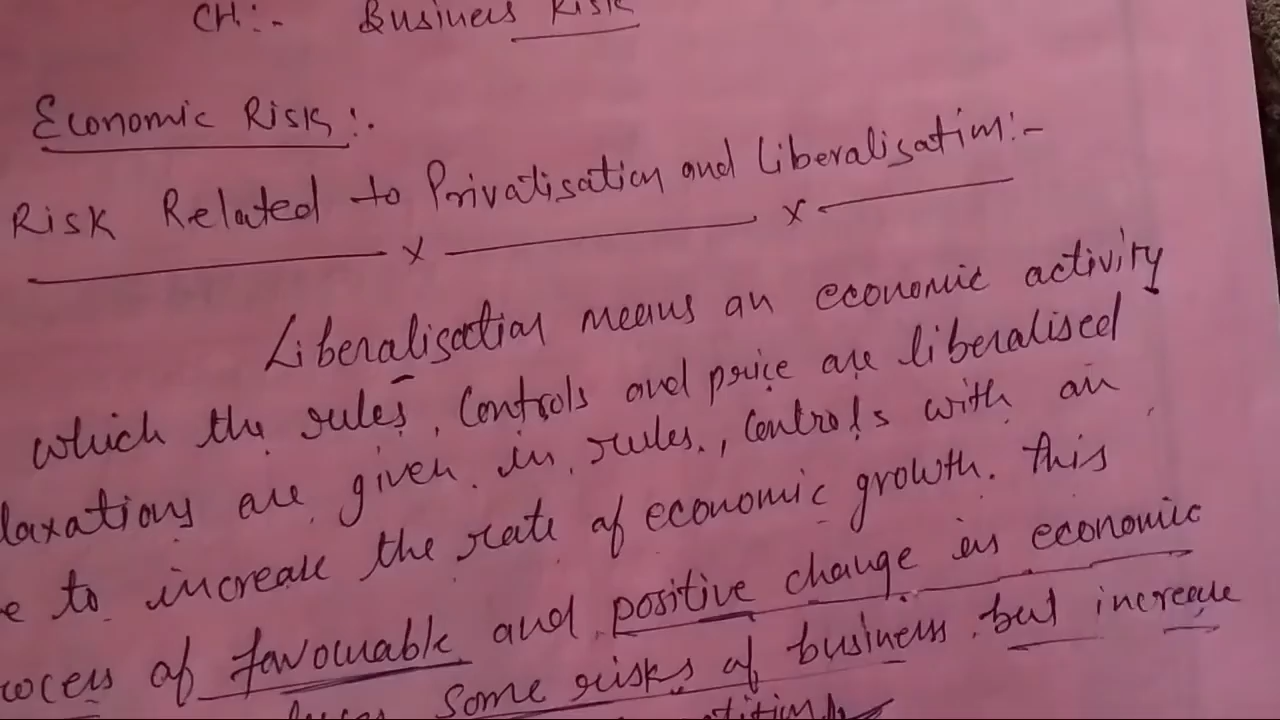 CH:- Business Risk
Economic Risk:-
Risk Related to Privatisation and Liberalisation:-
Liberalisation means an economic activity
which the rules, controls and price are liberalised
laxations are given in rules, controls with an
e to increase the rate of economic growth. This
ocess of favourable and positive change in economic
some risks of business but increase